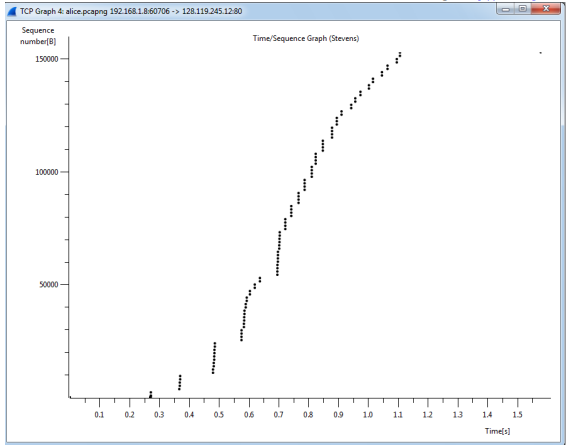 TCP Graph 4: alice.pcapng 192.168.1.8:60706 -> 128.119.245.12:80
Sequence
number[B]
Time/Sequence Graph (Stevens)
150000
100000
50000
0.1 0.2 0.3 0.4 0.5 0.6 0.7 0.8 0.9 1.0 1.1 1.2 1.3 1.4 1.5
Time[s]